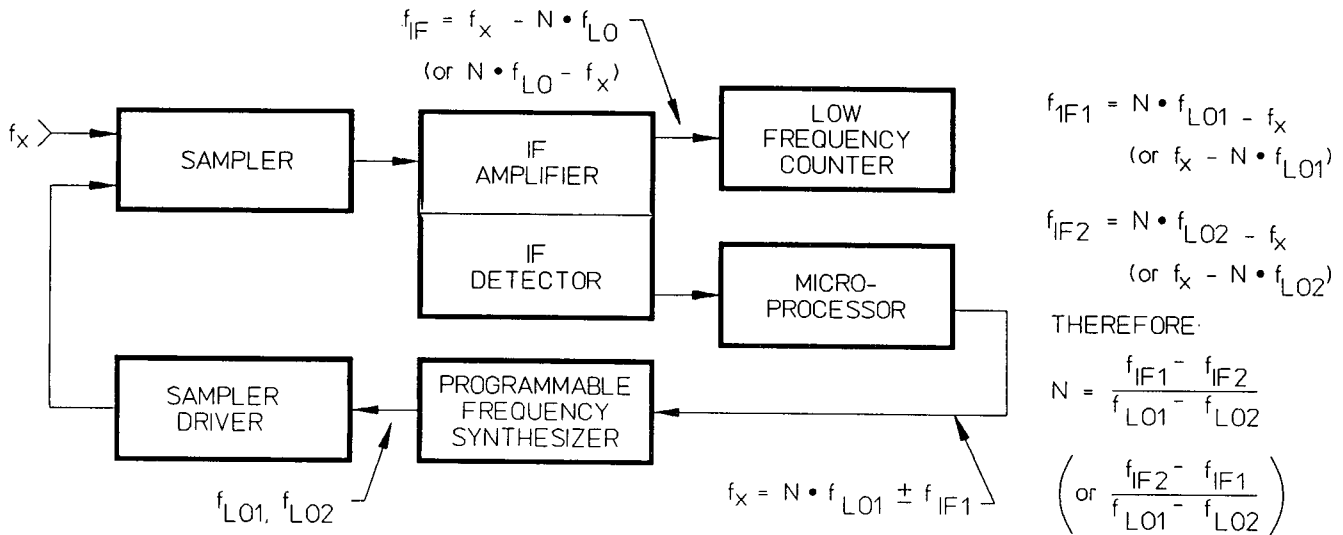 f_IF = f_x - N • f_LO
(or N • f_LO - f_x)
f_x
SAMPLER
IF
AMPLIFIER
IF
DETECTOR
LOW
FREQUENCY
COUNTER
MICRO-
PROCESSOR
SAMPLER
DRIVER
PROGRAMMABLE
FREQUENCY
SYNTHESIZER
f_LO1, f_LO2
f_x = N • f_LO1 ± f_IF1
f_1F1 = N • f_LO1 - f_x
(or f_x - N • f_LO1)
f_IF2 = N • f_LO2 - f_x
(or f_x - N • f_LO2)
THEREFORE:
N = (f_IF1 - f_IF2) / (f_LO1 - f_LO2)
(or (f_IF2 - f_IF1) / (f_LO1 - f_LO2))